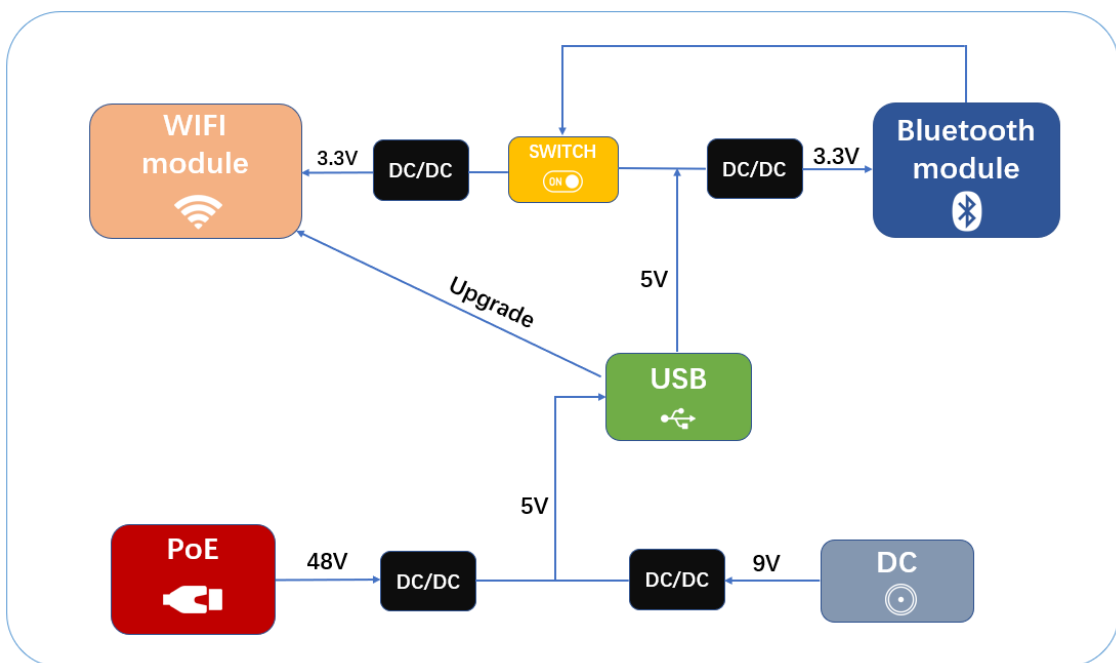 WIFI
module
3.3V
DC/DC
SWITCH
ON
DC/DC
3.3V
Bluetooth
module
Upgrade
5V
USB
5V
PoE
48V
DC/DC
DC/DC
9V
DC